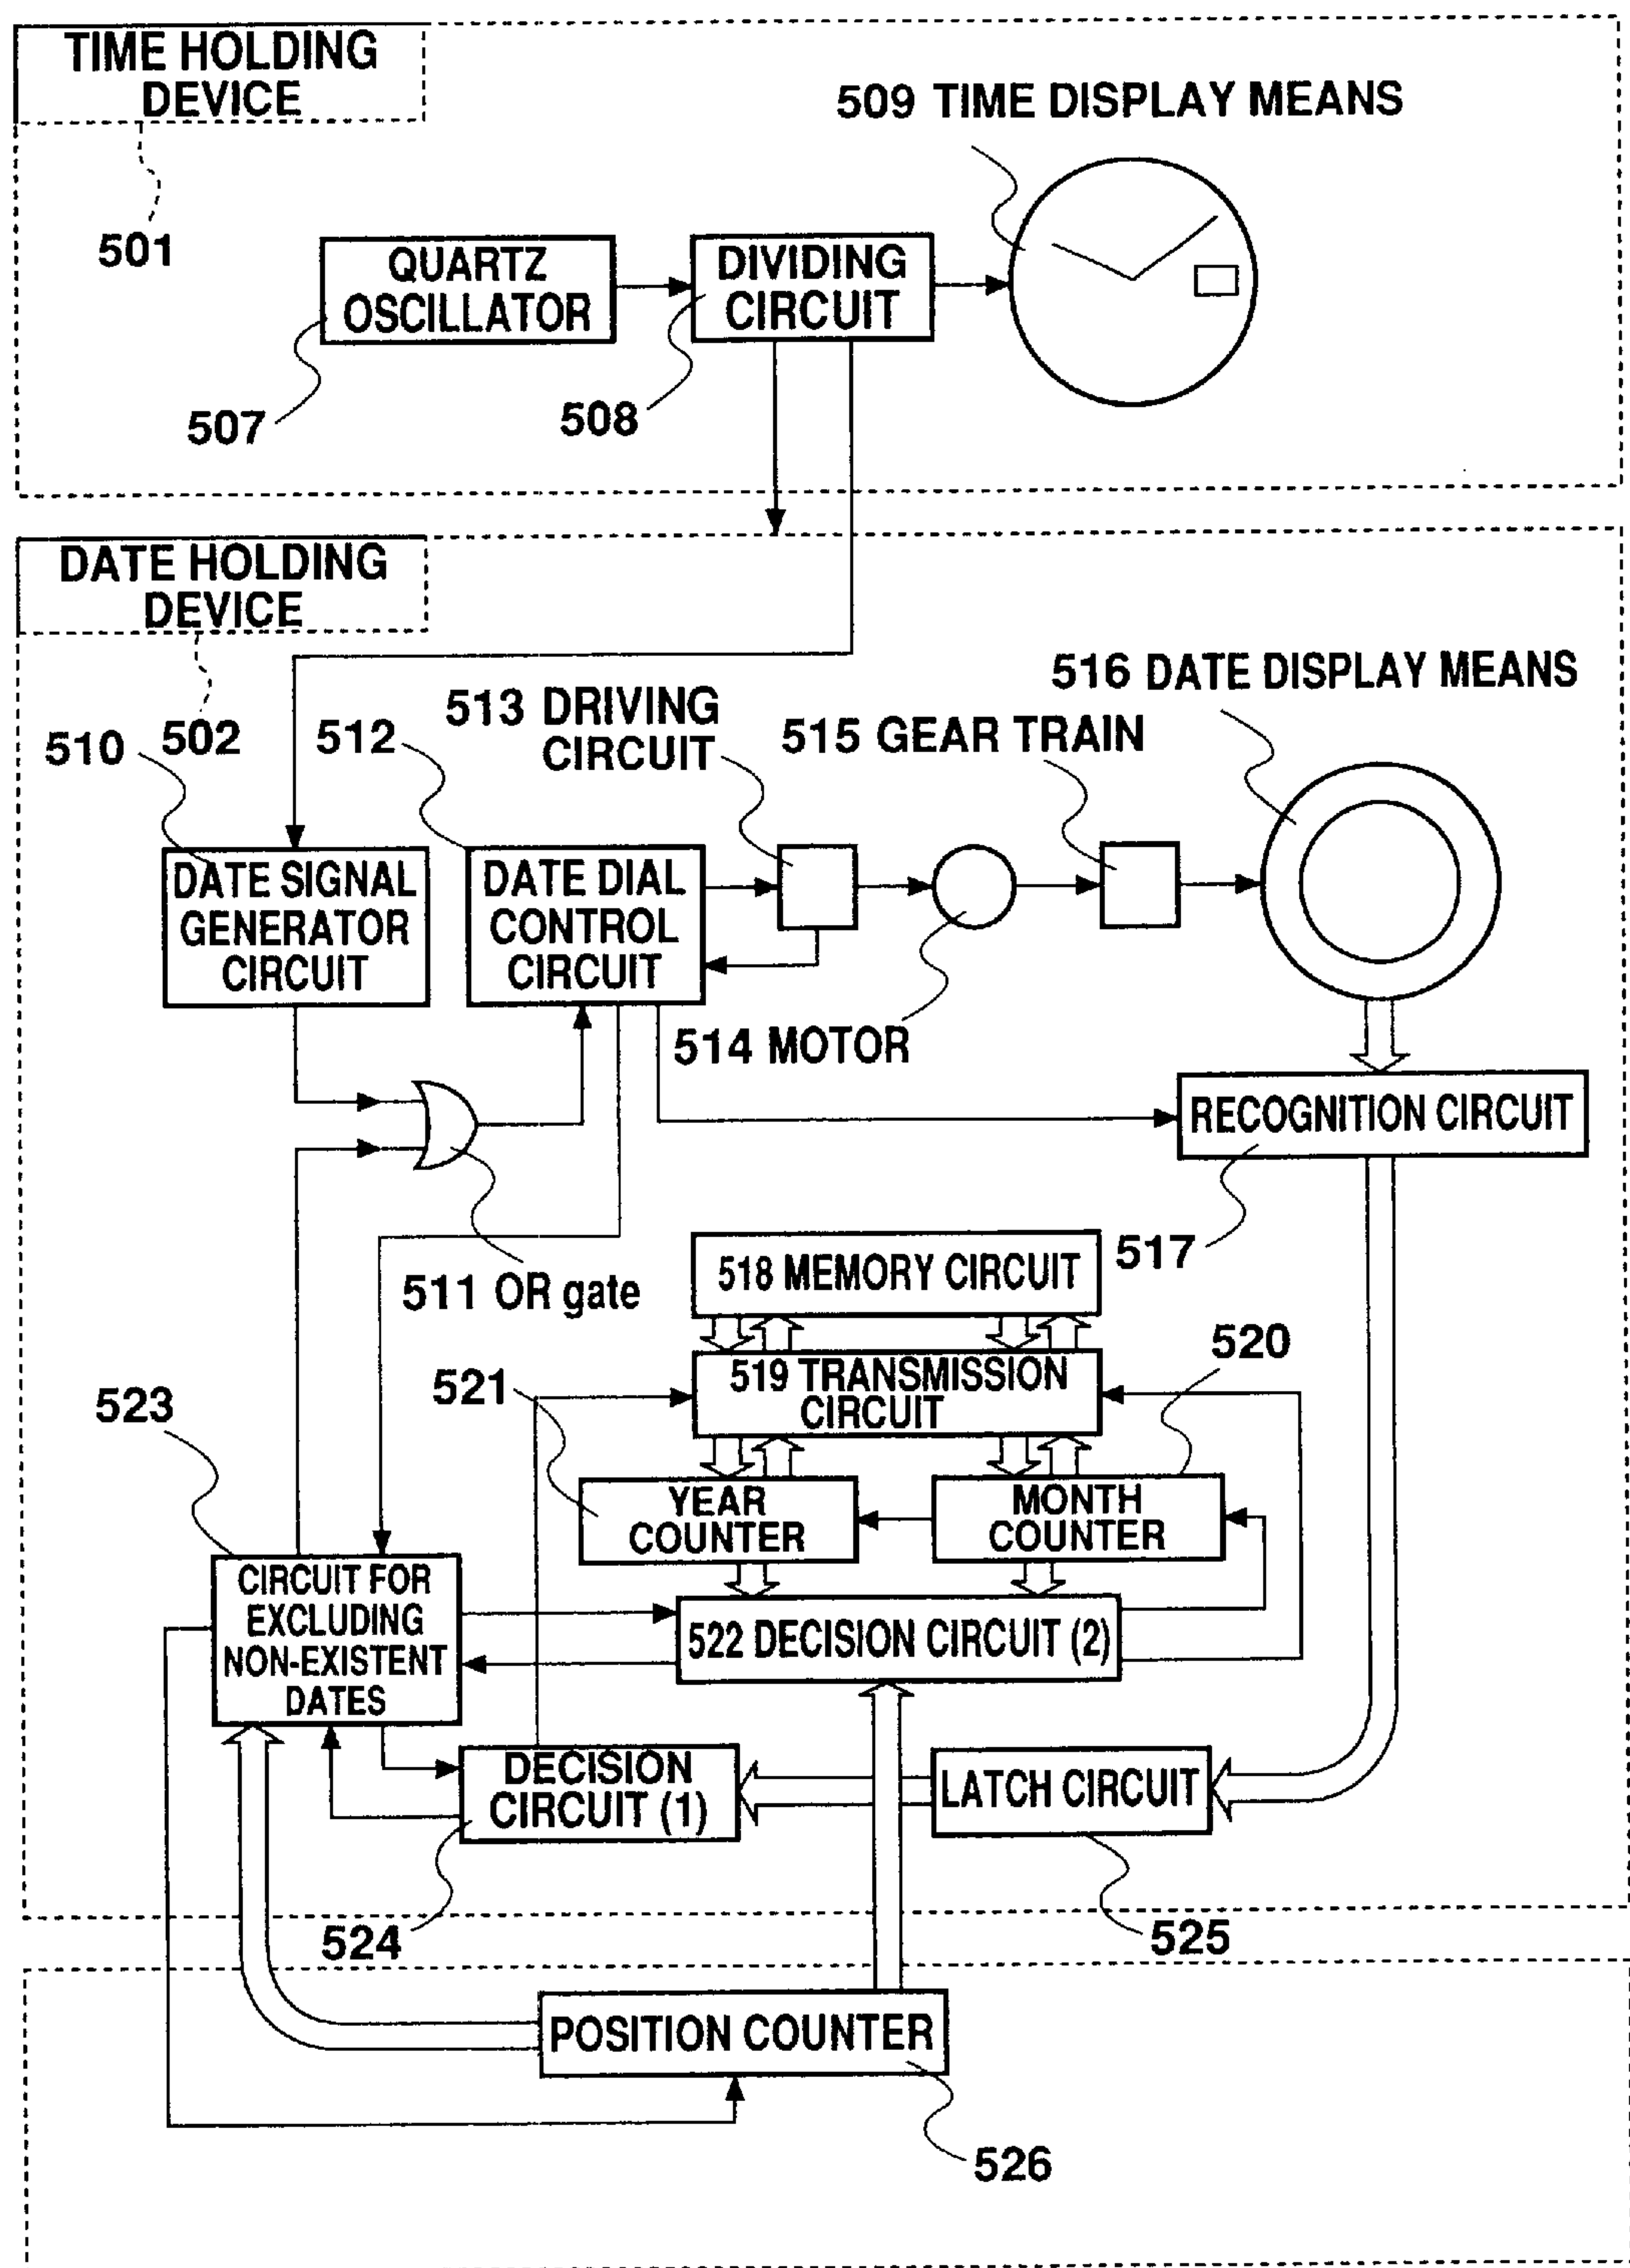 TIME HOLDING
DEVICE
501
509 TIME DISPLAY MEANS
QUARTZ
OSCILLATOR
DIVIDING
CIRCUIT
507
508
DATE HOLDING
DEVICE
502
510
512
513 DRIVING
CIRCUIT
515 GEAR TRAIN
516 DATE DISPLAY MEANS
DATE SIGNAL
GENERATOR
CIRCUIT
DATE DIAL
CONTROL
CIRCUIT
514 MOTOR
RECOGNITION CIRCUIT
517
511 OR gate
518 MEMORY CIRCUIT
519 TRANSMISSION
CIRCUIT
520
521
523
YEAR
COUNTER
MONTH
COUNTER
CIRCUIT FOR
EXCLUDING
NON-EXISTENT
DATES
522 DECISION CIRCUIT (2)
DECISION
CIRCUIT (1)
LATCH CIRCUIT
524
525
POSITION COUNTER
526